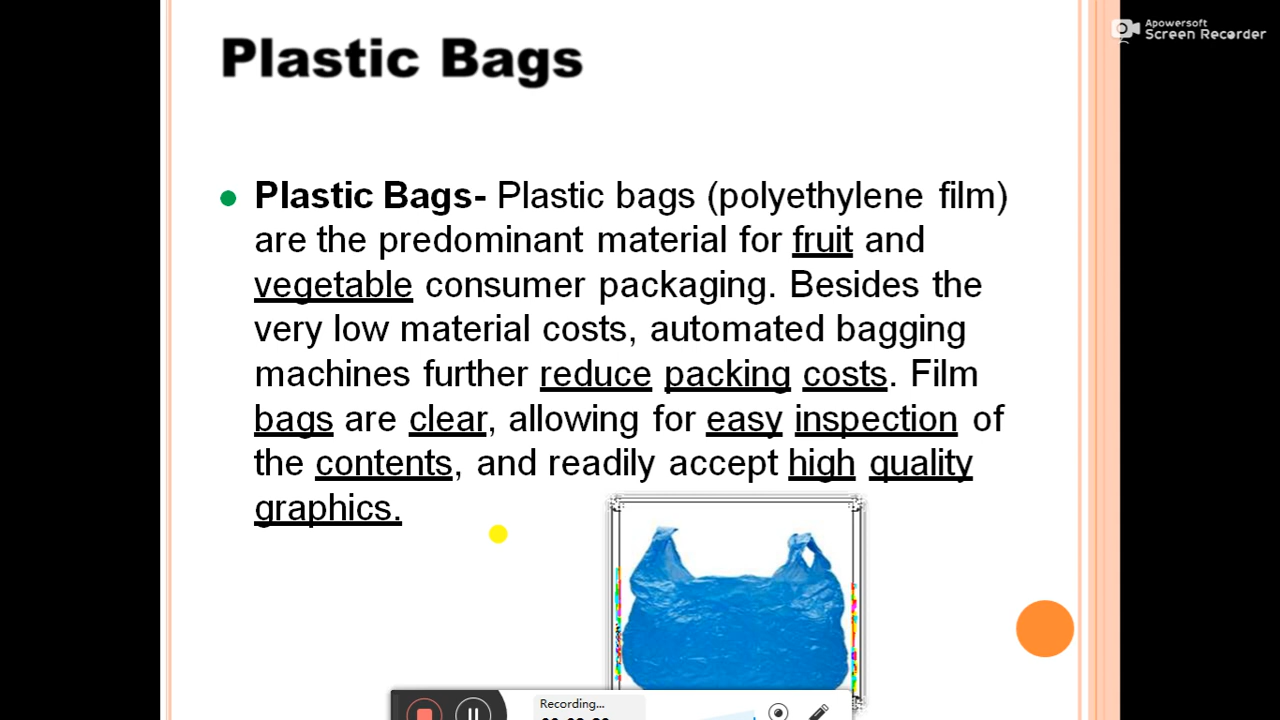 Apowersoft
Screen Recorder
Plastic Bags
Plastic Bags- Plastic bags (polyethylene film)
are the predominant material for fruit and
vegetable consumer packaging. Besides the
very low material costs, automated bagging
machines further reduce packing costs. Film
bags are clear, allowing for easy inspection of
the contents, and readily accept high quality
graphics.
Recording...